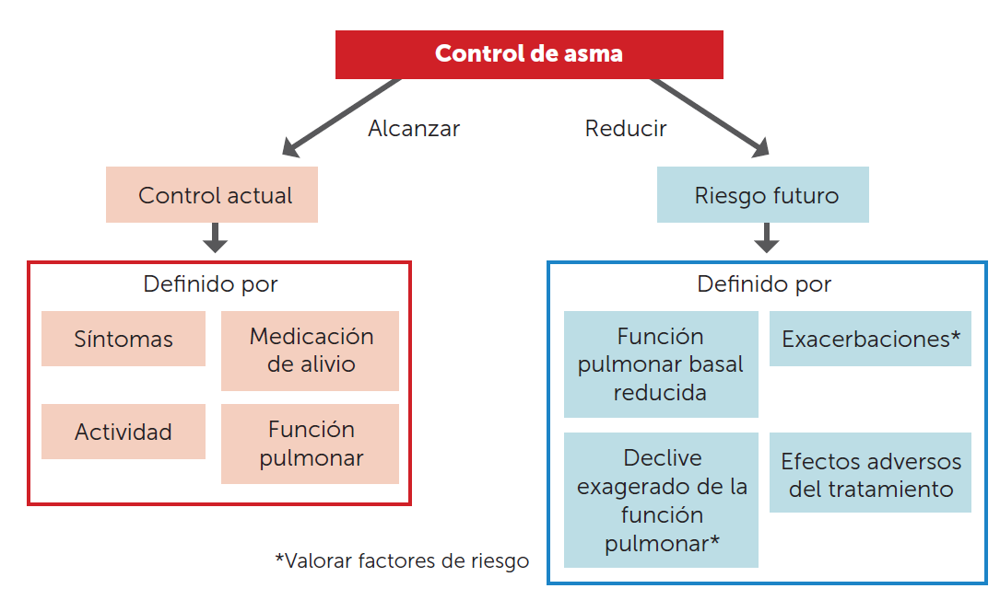 Control de asma
Alcanzar
Reducir
Control actual
Riesgo futuro
Definido por
Síntomas
Medicación
de alivio
Actividad
Función
pulmonar
Definido por
Función
pulmonar basal
reducida
Exacerbaciones*
Declive
exagerado de la
función
pulmonar*
Efectos adversos
del tratamiento
*Valorar factores de riesgo